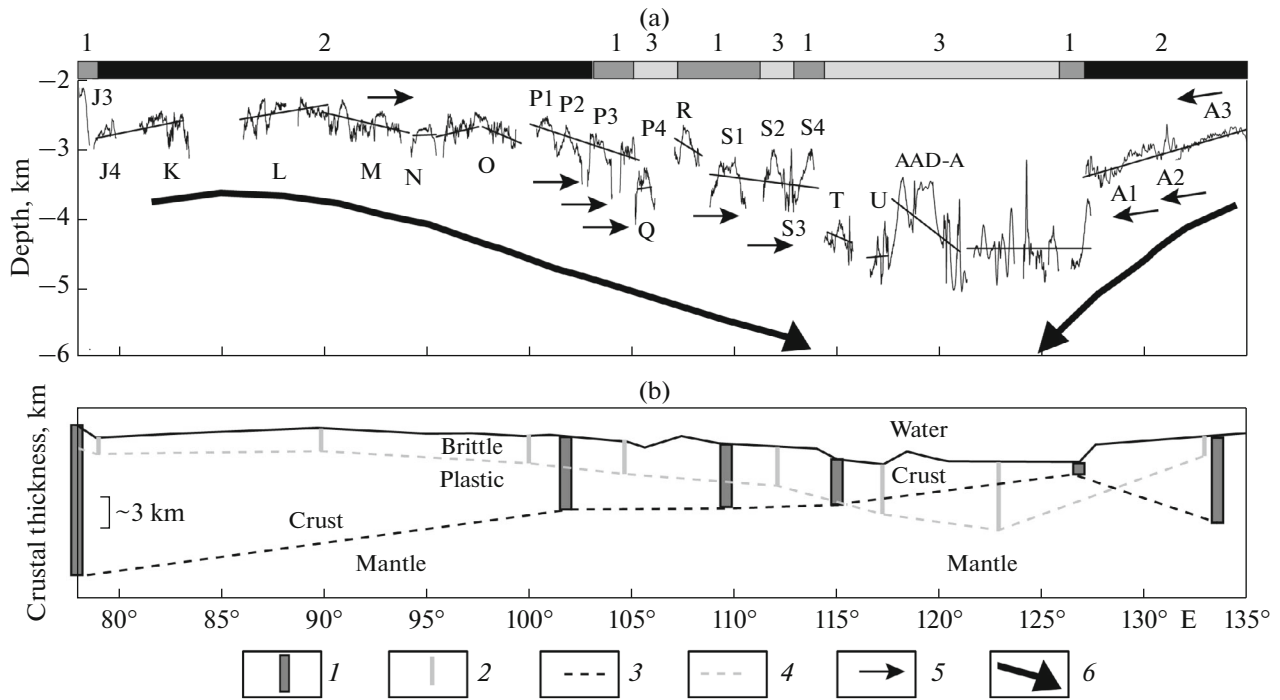 (a)
1 2 1 3 1 3 1 3 1 2
Depth, km
−2
−3
−4
−5
−6
J3
J4
K
L
M
N
O
P1
P2
P3
P4
Q
R
S1
S2
S3
S4
T
U
AAD-A
A1
A2
A3
(b)
Crustal thickness, km
Water
Brittle
Plastic
Crust
~3 km
Crust
Mantle
Mantle
80° 85° 90° 95° 100° 105° 110° 115° 120° 125° 130° E 135°
1 2 3 4 5 6